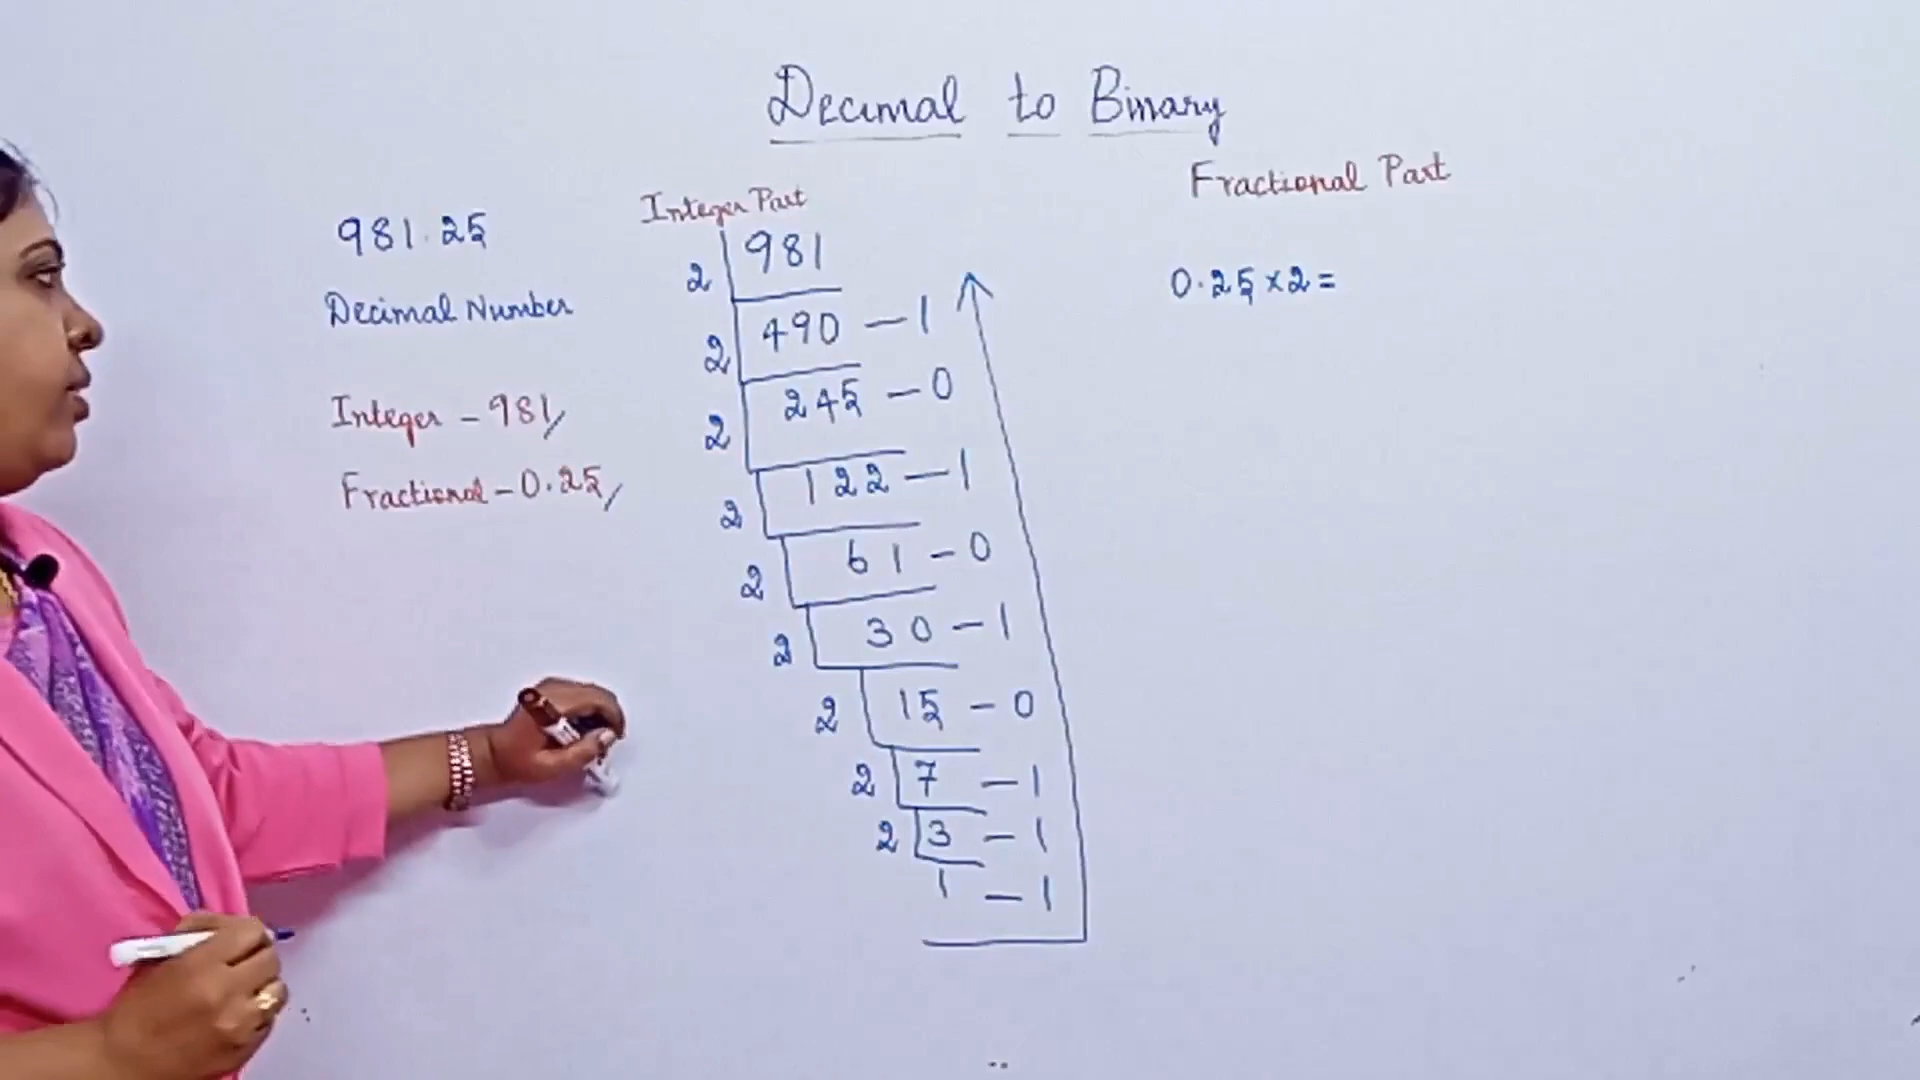 Decimal to Binary
981.25
Decimal Number
Integer - 981/
Fractional - 0.25/
Integer Part
2 981
2 490 - 1
2 245 - 0
2 122 - 1
2 61 - 0
2 30 - 1
2 15 - 0
2 7 - 1
2 3 - 1
1 - 1
Fractional Part
0.25 × 2 =